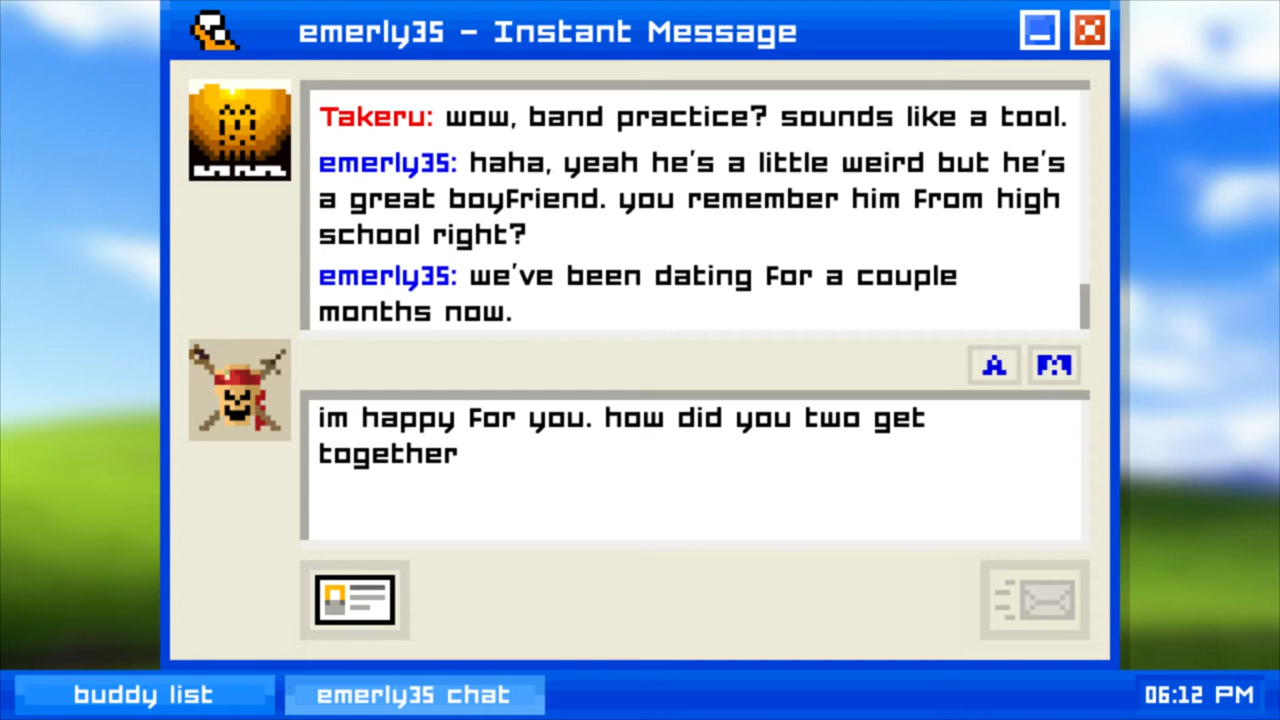 emerly35 - Instant Message
Takeru: wow, band practice? sounds like a tool.
emerly35: haha, yeah he's a little weird but he's
a great boyfriend. you remember him from high
school right?
emerly35: we've been dating for a couple
months now.
A
im happy for you. how did you two get
together
buddy list
emerly35 chat
06:12 PM